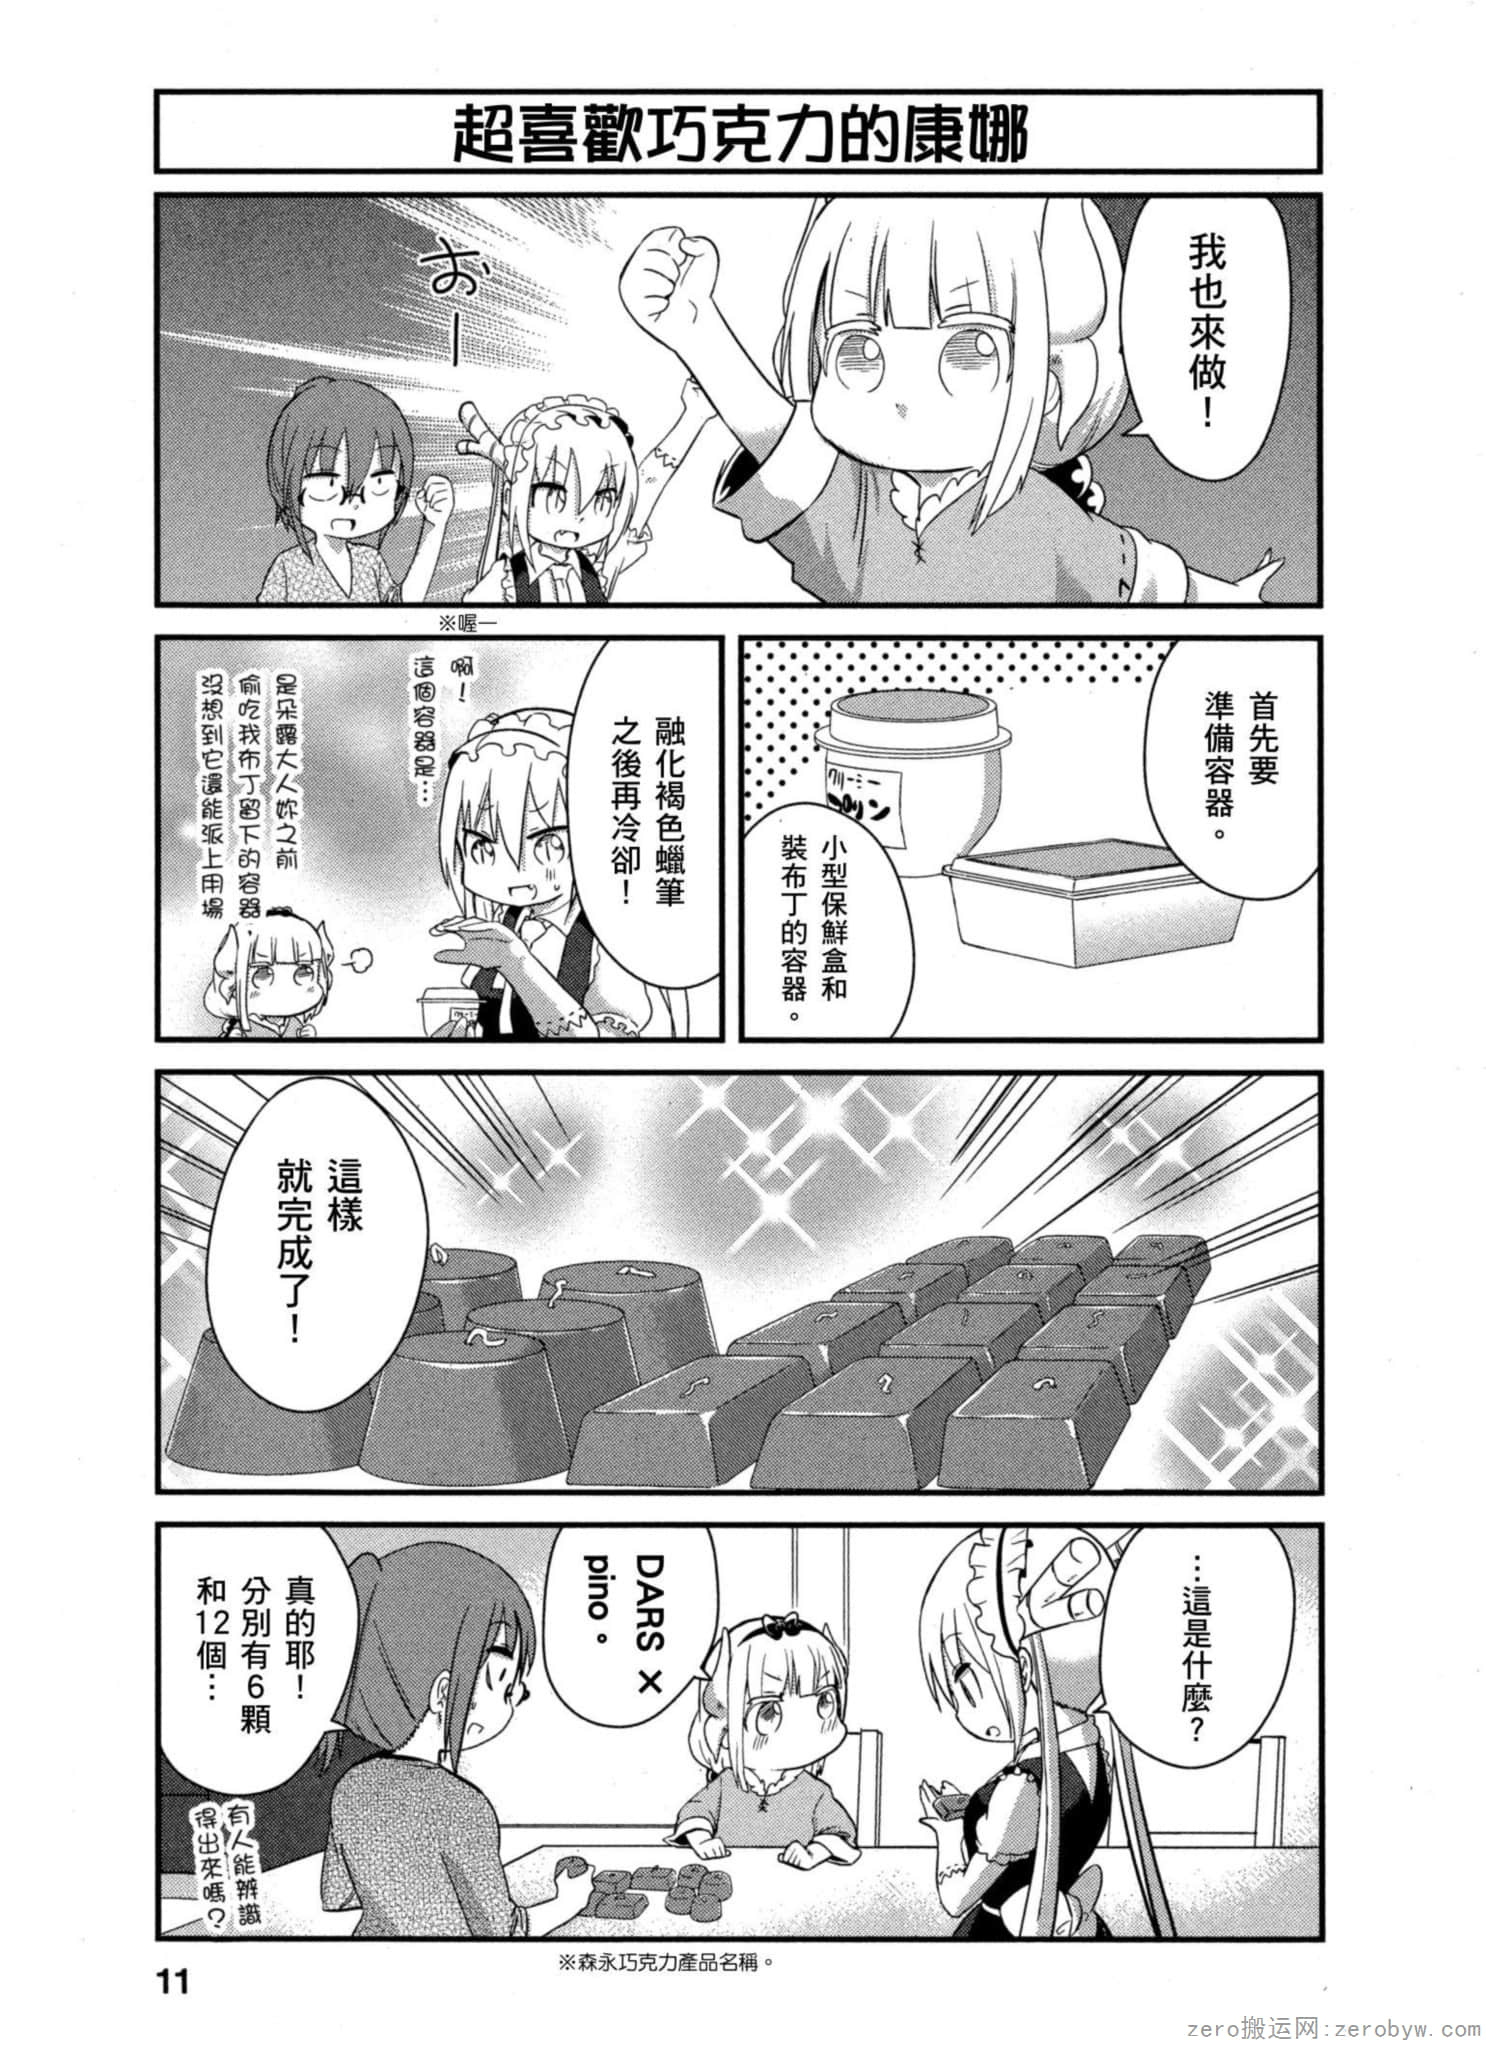 超喜歡巧克力的康娜
我也來做！
おー
※喔—
首先要
準備容器。
クリーミー
プリン
小型保鮮盒和
裝布丁的容器。
融化褐色蠟筆
之後再冷卻！
啊！
這個容器是…
是朵露大人妳之前
偷吃我布丁留下的容器
沒想到它還能派上用場
這樣
就完成了！
…這是什麼？
DARS×
pino。
真的耶！
分別有6顆
和12個…
有人能辨識
得出來嗎？
※森永巧克力產品名稱。
11
zero搬运网:zerobyw.com